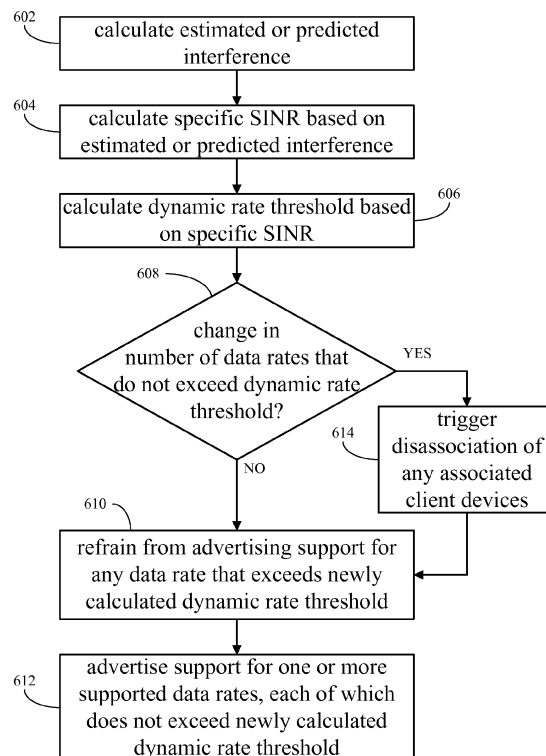 602
calculate estimated or predicted
interference
604
calculate specific SINR based on
estimated or predicted interference
calculate dynamic rate threshold based
on specific SINR
606
608
change in
number of data rates that
do not exceed dynamic rate
threshold?
YES
NO
614
trigger
disassociation of
any associated
client devices
610
refrain from advertising support for
any data rate that exceeds newly
calculated dynamic rate threshold
612
advertise support for one or more
supported data rates, each of which
does not exceed newly calculated
dynamic rate threshold